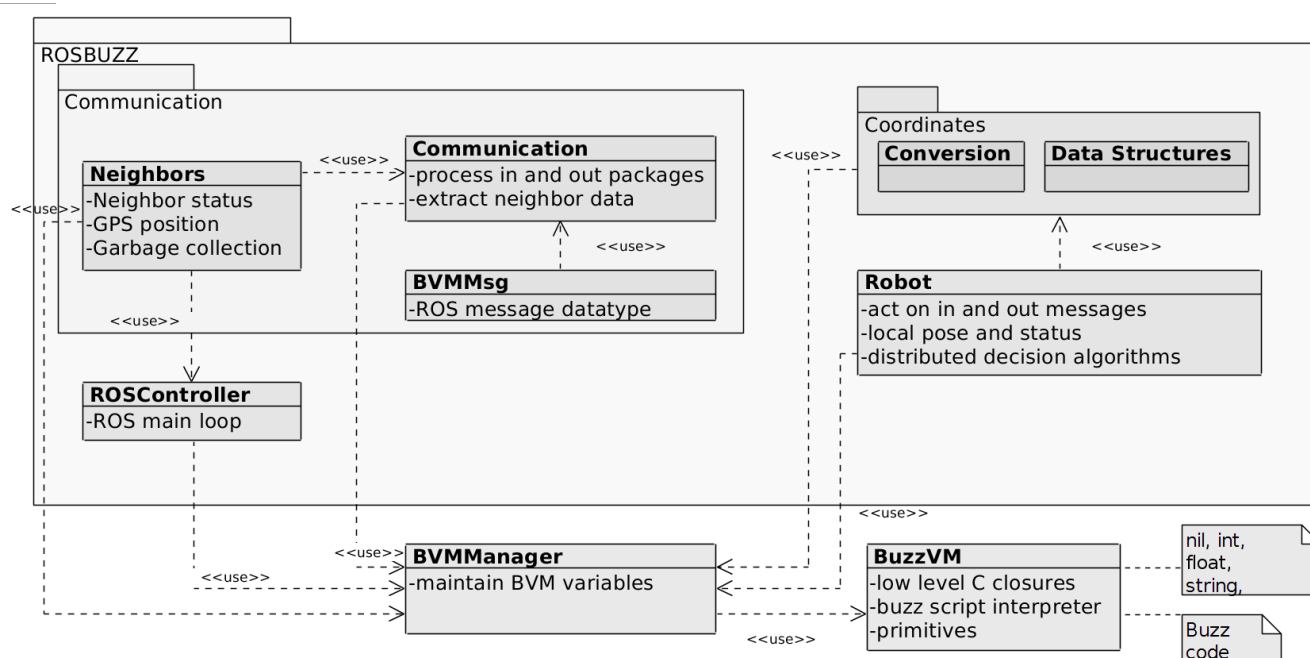 ROSBUZZ
Communication
Neighbors
-Neighbor status
-GPS position
-Garbage collection
<<use>>
<<use>>
Communication
-process in and out packages
-extract neighbor data
<<use>>
BVMMsg
-ROS message datatype
<<use>>
ROSController
-ROS main loop
<<use>>
Coordinates
Conversion
Data Structures
<<use>>
Robot
-act on in and out messages
-local pose and status
-distributed decision algorithms
<<use>>
<<use>>
<<use>>
BVMManager
-maintain BVM variables
<<use>>
BuzzVM
-low level C closures
-buzz script interpreter
-primitives
nil, int,
float,
string,
Buzz
code